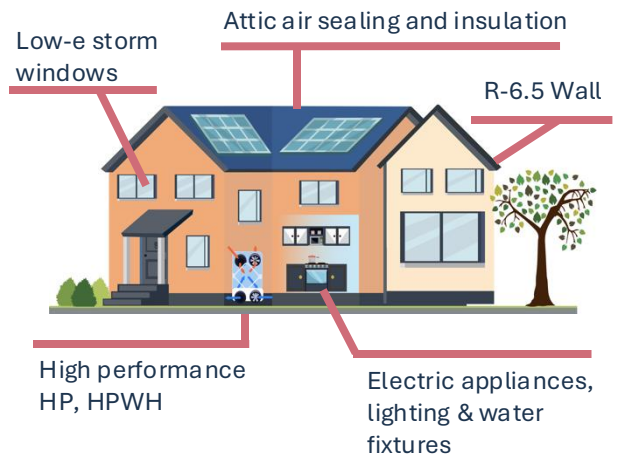 Attic air sealing and insulation
Low-e storm
windows
R-6.5 Wall
High performance
HP, HPWH
Electric appliances,
lighting & water
fixtures